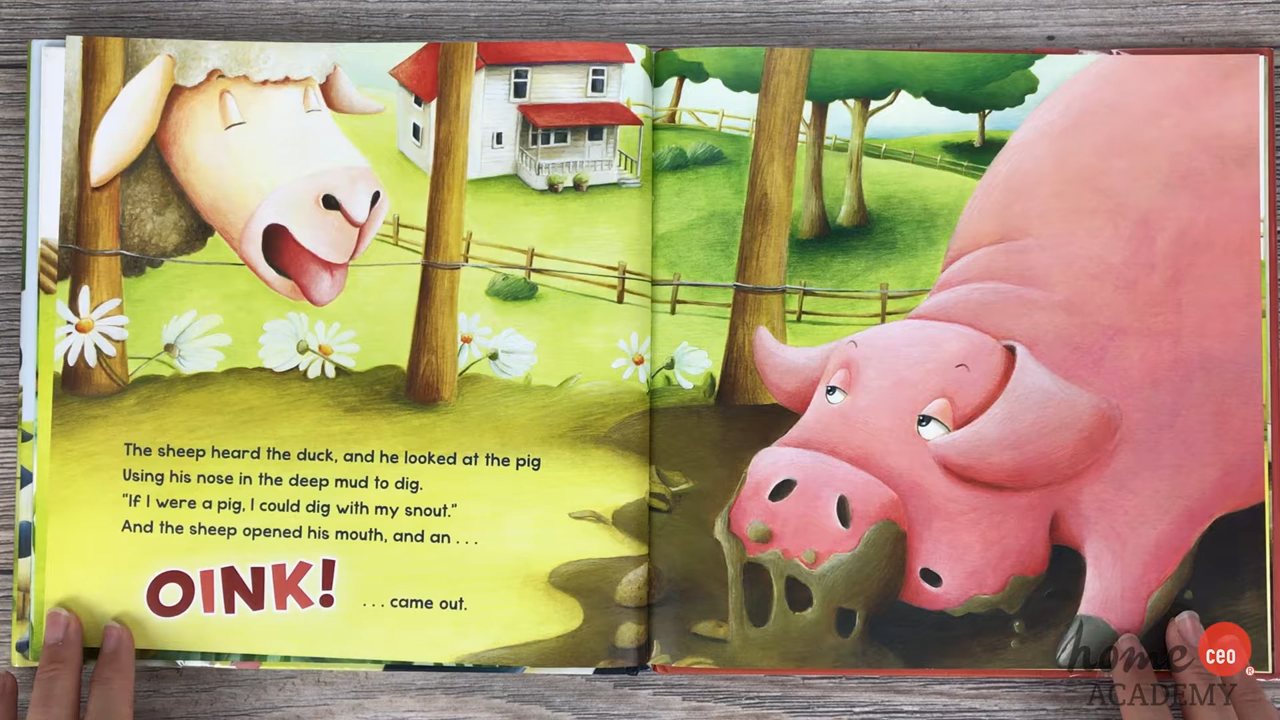 The sheep heard the duck, and he looked at the pig
Using his nose in the deep mud to dig.
"If I were a pig, I could dig with my snout."
And the sheep opened his mouth, and an . . .
OINK!
. . . came out.
home ceo ®
ACADEMY